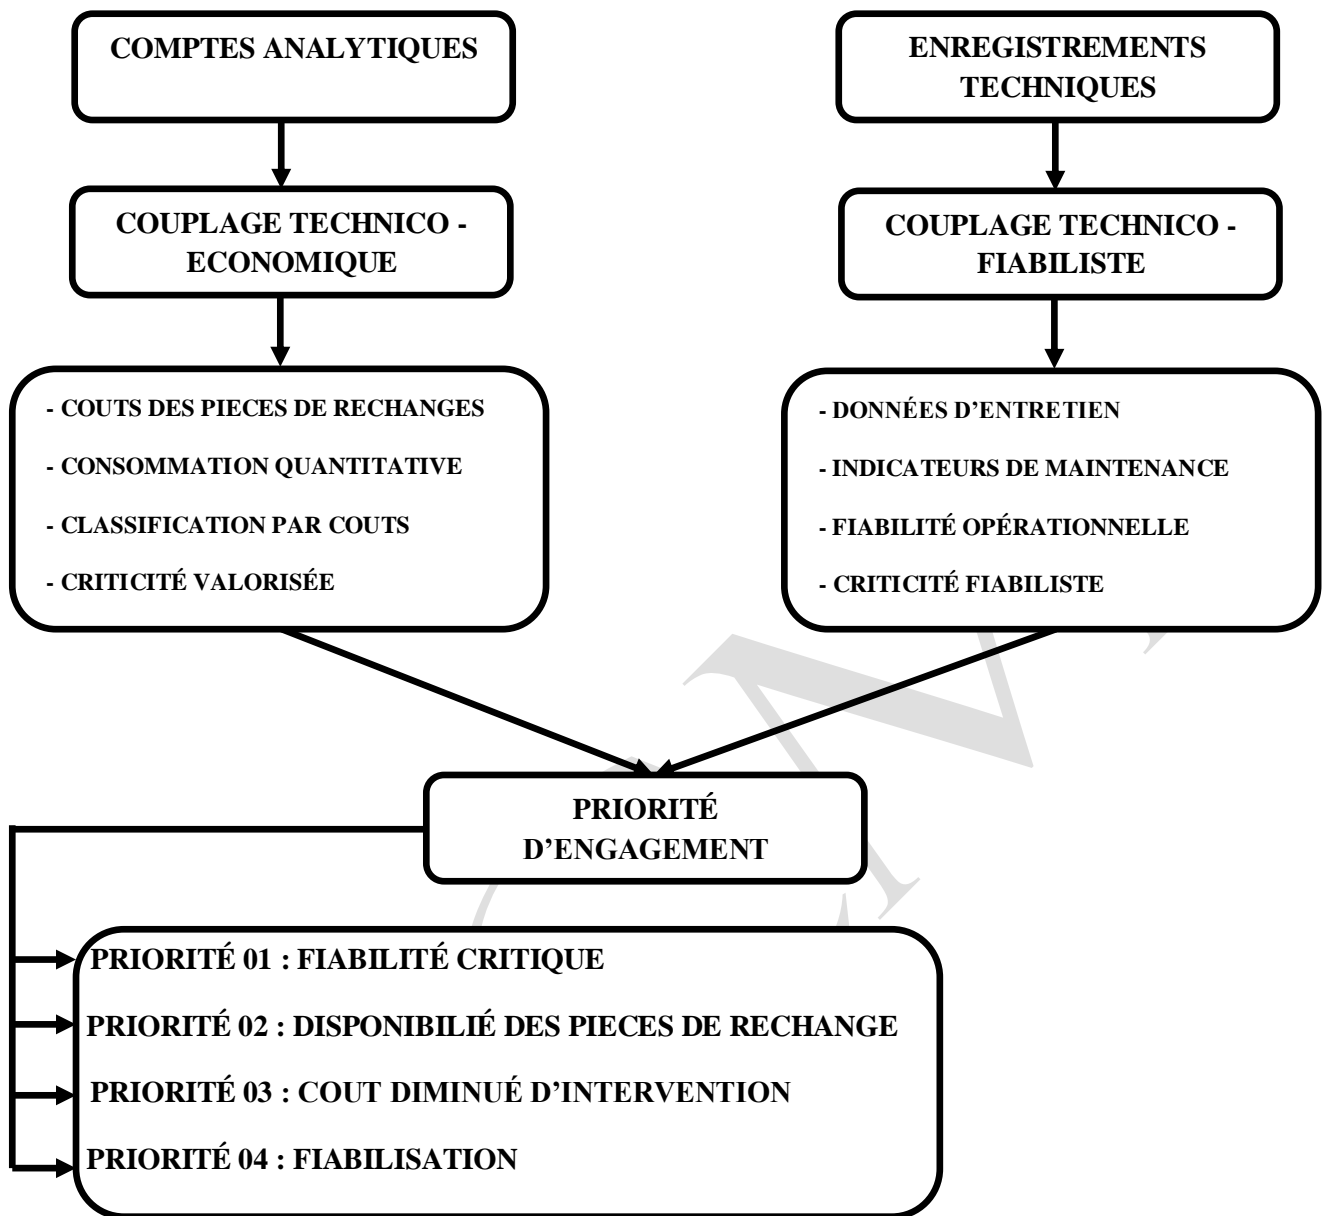 COMPTES ANALYTIQUES
ENREGISTREMENTS
TECHNIQUES
COUPLAGE TECHNICO -
ECONOMIQUE
COUPLAGE TECHNICO -
FIABILISTE
- COUTS DES PIECES DE RECHANGES
- CONSOMMATION QUANTITATIVE
- CLASSIFICATION PAR COUTS
- CRITICITÉ VALORISÉE
- DONNÉES D'ENTRETIEN
- INDICATEURS DE MAINTENANCE
- FIABILITÉ OPÉRATIONNELLE
- CRITICITÉ FIABILISTE
PRIORITÉ
D'ENGAGEMENT
PRIORITÉ 01 : FIABILITÉ CRITIQUE
PRIORITÉ 02 : DISPONIBILIÉ DES PIECES DE RECHANGE
PRIORITÉ 03 : COUT DIMINUÉ D'INTERVENTION
PRIORITÉ 04 : FIABILISATION